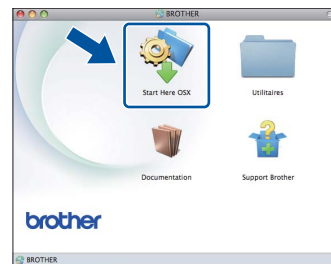 BROTHER
Start Here OSX
Utilitaires
Documentation
Support Brother
brother
BROTHER